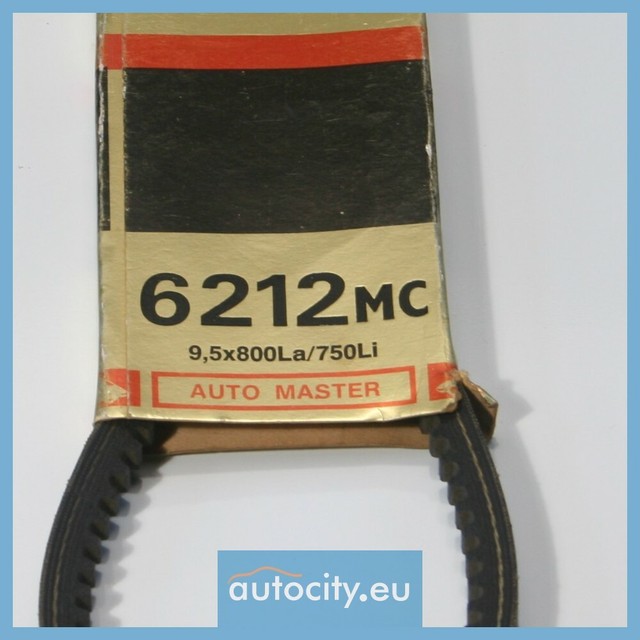 6212MC
9,5x800La/750Li
AUTO MASTER
autocity.eu